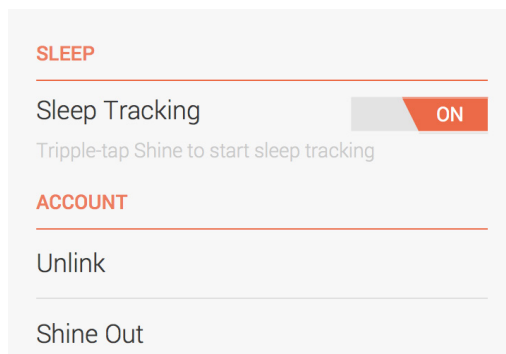 SLEEP
Sleep Tracking ON
Tripple-tap Shine to start sleep tracking
ACCOUNT
Unlink
Shine Out